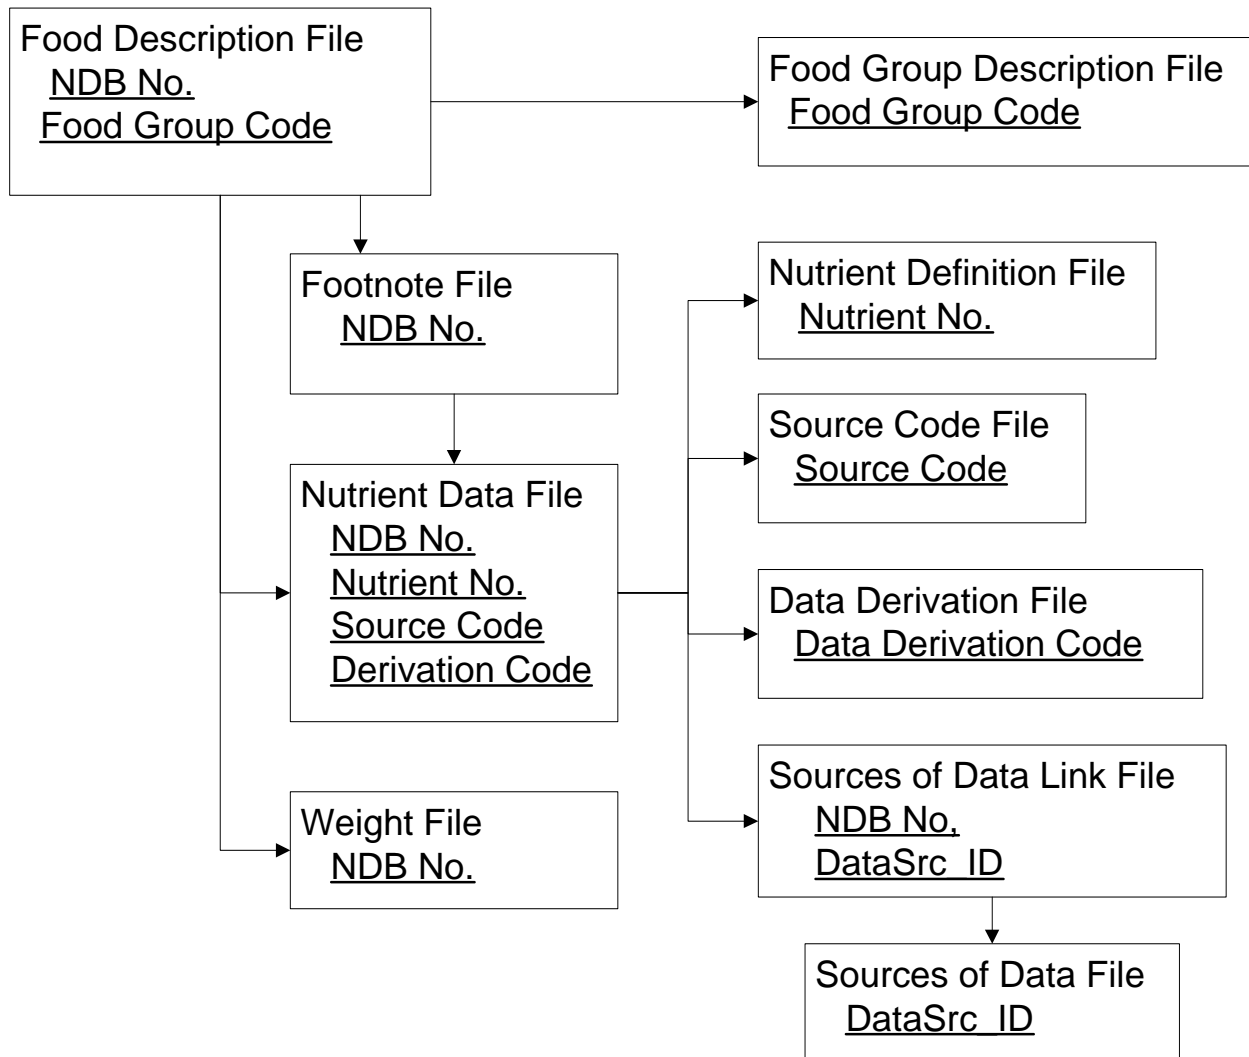 Food Description File
NDB No.
Food Group Code
Food Group Description File
Food Group Code
Footnote File
NDB No.
Nutrient Definition File
Nutrient No.
Source Code File
Source Code
Nutrient Data File
NDB No.
Nutrient No.
Source Code
Derivation Code
Data Derivation File
Data Derivation Code
Weight File
NDB No.
Sources of Data Link File
NDB No,
DataSrc_ID
Sources of Data File
DataSrc_ID